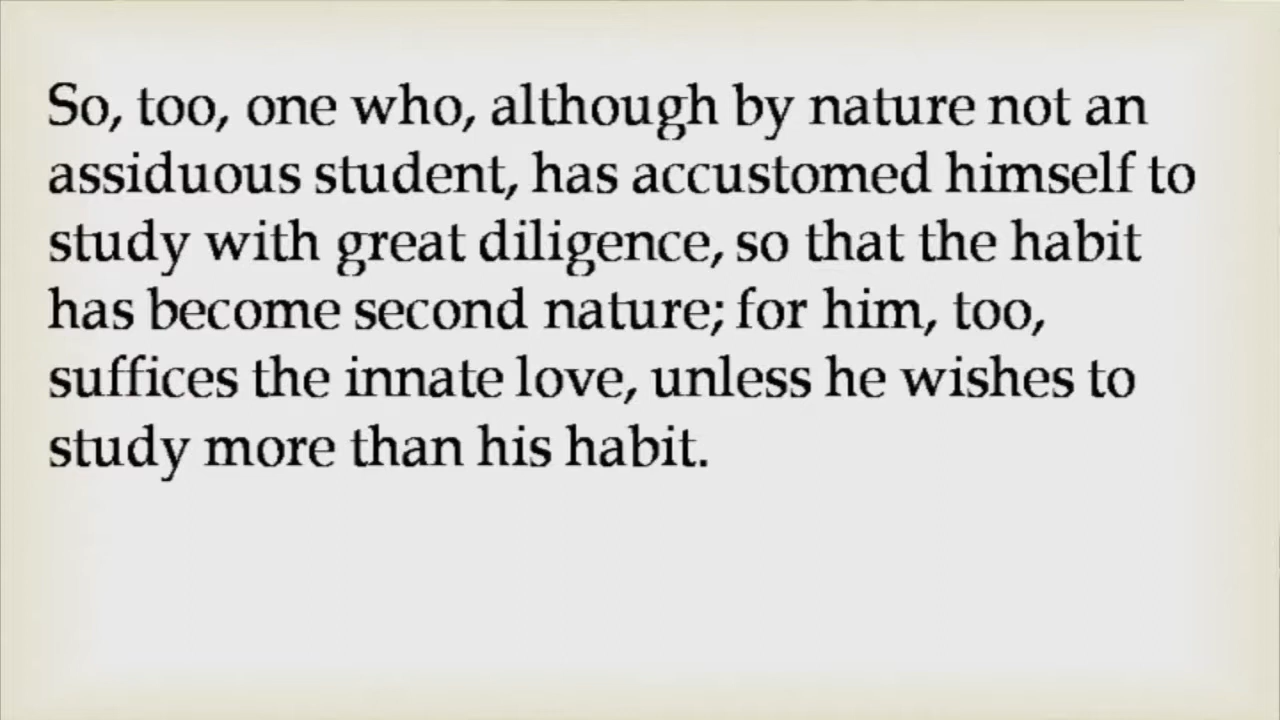 So, too, one who, although by nature not an
assiduous student, has accustomed himself to
study with great diligence, so that the habit
has become second nature; for him, too,
suffices the innate love, unless he wishes to
study more than his habit.